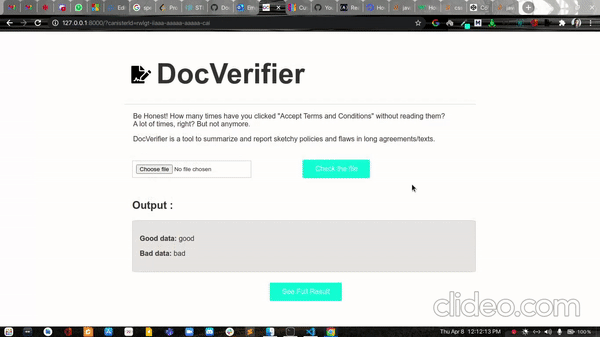 127.0.0.1:8000/?canisterId=rwlgt-iiaaa-aaaaa-aaaaa-cai
DocVerifier
Be Honest! How many times have you clicked "Accept Terms and Conditions" without reading them?
A lot of times, right? But not anymore.
DocVerifier is a tool to summarize and report sketchy policies and flaws in long agreements/texts.
Choose file No file chosen
Check the file
Output :
Good data: good
Bad data: bad
See Full Result
clideo.com
Thu Apr 8 12:12:13 PM
100%